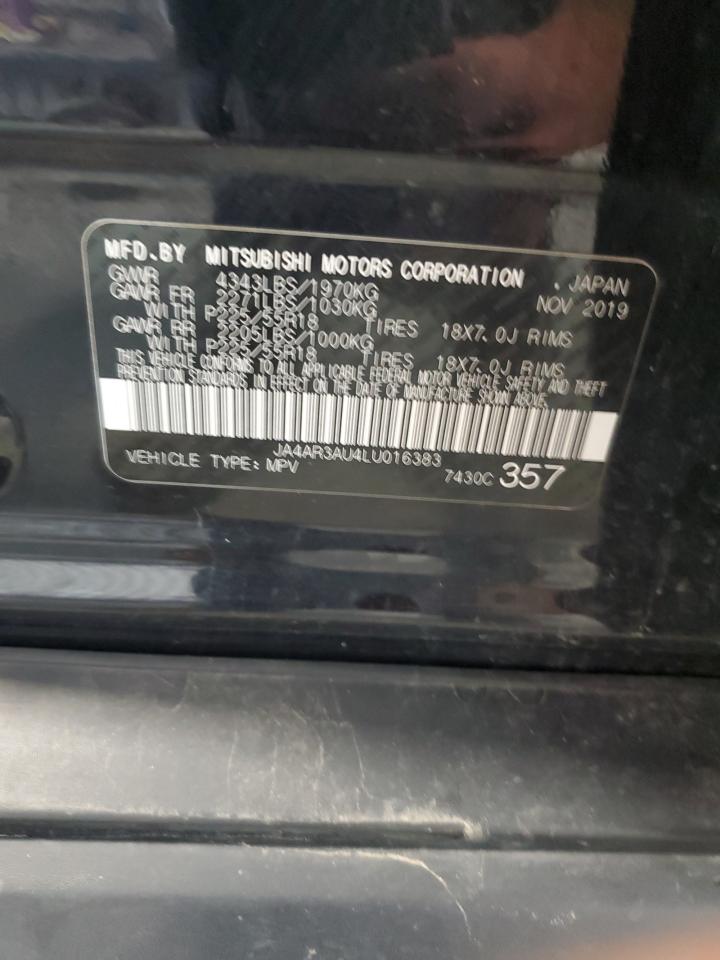 MFD.BY MITSUBISHI MOTORS CORPORATION , JAPAN
GVWR 4343LBS/1970KG NOV 2019
GAWR FR 2271LBS/1030KG
WITH P225/55R18 TIRES 18X7.0J RIMS
GAWR RR 2205LBS/1000KG
WITH P225/55R18 TIRES 18X7.0J RIMS
THIS VEHICLE CONFORMS TO ALL APPLICABLE FEDERAL MOTOR VEHICLE SAFETY AND THEFT
PREVENTION STANDARDS IN EFFECT ON THE DATE OF MANUFACTURE SHOWN ABOVE.
JA4AR3AU4LU016383
VEHICLE TYPE: MPV 7430C 357